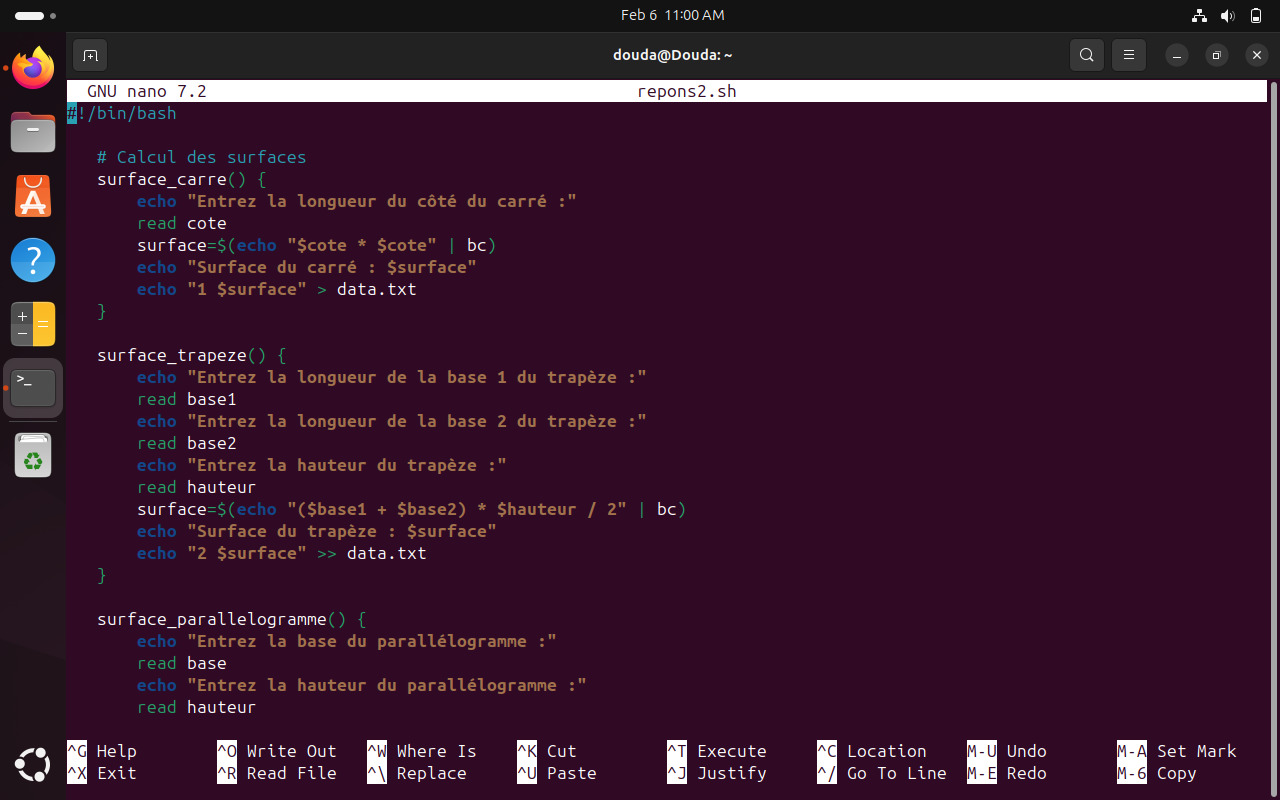 Feb 6 11:00 AM
douda@Douda: ~
GNU nano 7.2 repons2.sh
#!/bin/bash
# Calcul des surfaces
surface_carre() {
echo "Entrez la longueur du côté du carré :"
read cote
surface=$(echo "$cote * $cote" | bc)
echo "Surface du carré : $surface"
echo "1 $surface" > data.txt
}
surface_trapeze() {
echo "Entrez la longueur de la base 1 du trapèze :"
read base1
echo "Entrez la longueur de la base 2 du trapèze :"
read base2
echo "Entrez la hauteur du trapèze :"
read hauteur
surface=$(echo "($base1 + $base2) * $hauteur / 2" | bc)
echo "Surface du trapèze : $surface"
echo "2 $surface" >> data.txt
}
surface_parallelogramme() {
echo "Entrez la base du parallélogramme :"
read base
echo "Entrez la hauteur du parallélogramme :"
read hauteur
^G Help ^O Write Out ^W Where Is ^K Cut ^T Execute ^C Location M-U Undo M-A Set Mark
^X Exit ^R Read File ^\ Replace ^U Paste ^J Justify ^/ Go To Line M-E Redo M-6 Copy